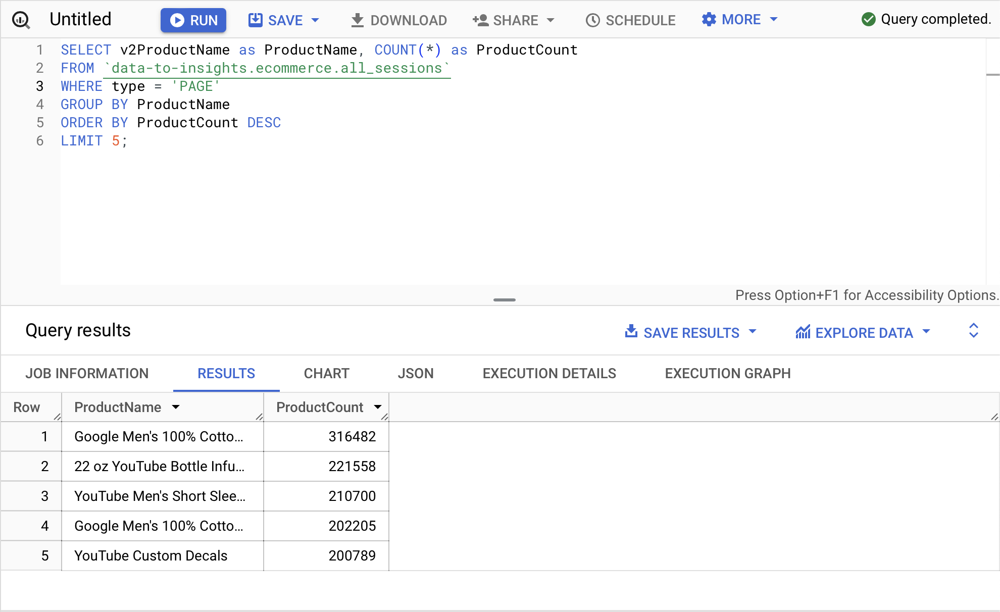 Untitled RUN SAVE DOWNLOAD SHARE SCHEDULE MORE Query completed.
1 SELECT v2ProductName as ProductName, COUNT(*) as ProductCount
2 FROM `data-to-insights.ecommerce.all_sessions`
3 WHERE type = 'PAGE'
4 GROUP BY ProductName
5 ORDER BY ProductCount DESC
6 LIMIT 5;
Press Option+F1 for Accessibility Options.
Query results SAVE RESULTS EXPLORE DATA
JOB INFORMATION RESULTS CHART JSON EXECUTION DETAILS EXECUTION GRAPH
Row ProductName ProductCount
1 Google Men's 100% Cotto... 316482
2 22 oz YouTube Bottle Infu... 221558
3 YouTube Men's Short Slee... 210700
4 Google Men's 100% Cotto... 202205
5 YouTube Custom Decals 200789